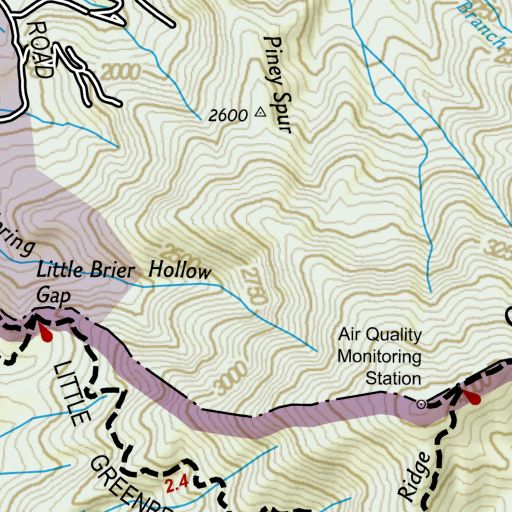 ROAD
Branch
2000
Piney Spur
2600
Little Brier Hollow
Gap
2750
Air Quality
Monitoring
Station
3000
LITTLE
2.4
Ridge